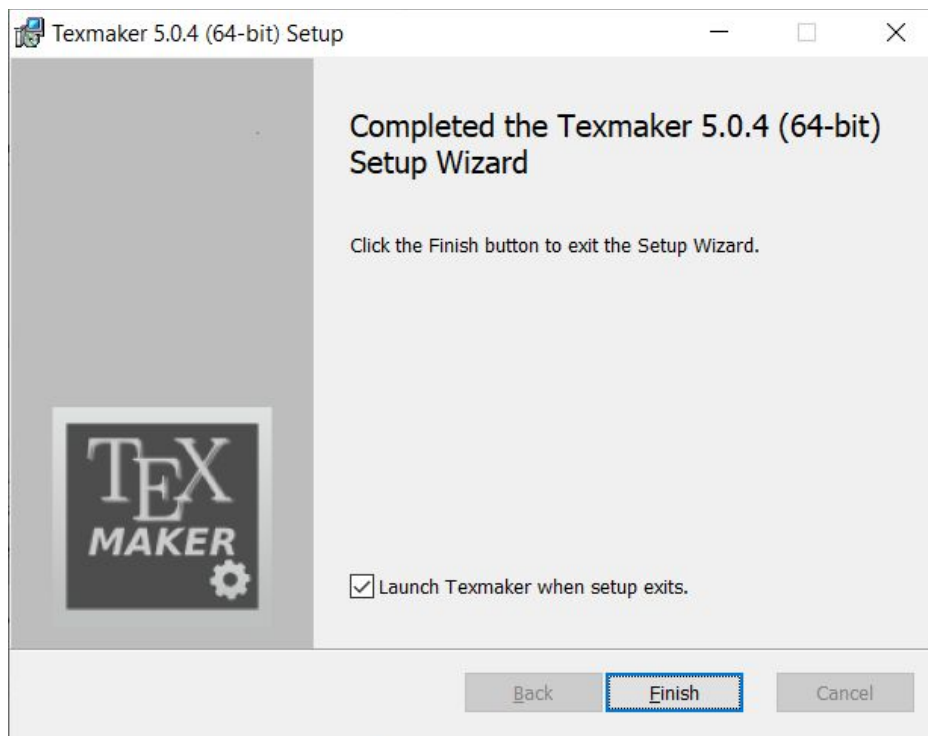 Texmaker 5.0.4 (64-bit) Setup
Completed the Texmaker 5.0.4 (64-bit)
Setup Wizard
Click the Finish button to exit the Setup Wizard.
TEX
MAKER
Launch Texmaker when setup exits.
Back
Finish
Cancel